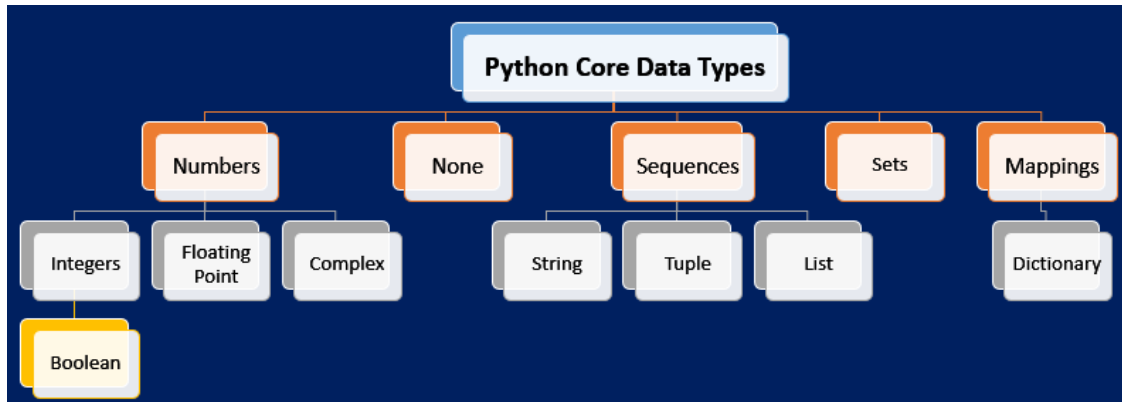 Python Core Data Types
Numbers
None
Sequences
Sets
Mappings
Integers
Floating
Point
Complex
String
Tuple
List
Dictionary
Boolean